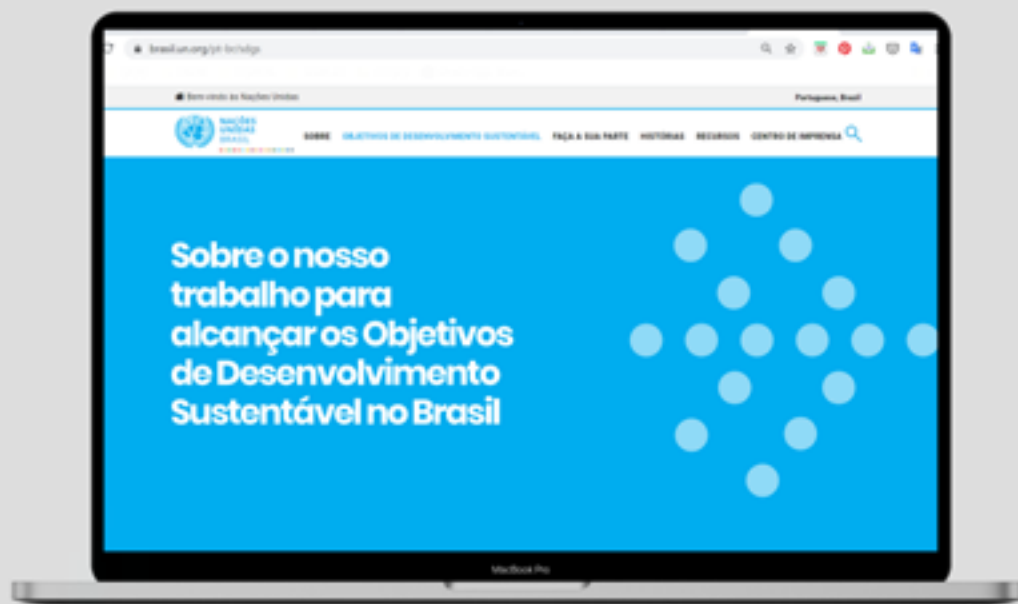 brasil.un.org/pt-br/sdgs
Bem-vindo às Nações Unidas
Portuguese, Brazil
NAÇÕES
UNIDAS
BRASIL
SOBRE OBJETIVOS DE DESENVOLVIMENTO SUSTENTÁVEL FAÇA A SUA PARTE HISTÓRIAS RECURSOS CENTRO DE IMPRENSA
Sobre o nosso
trabalho para
alcançar os Objetivos
de Desenvolvimento
Sustentável no Brasil
MacBook Pro